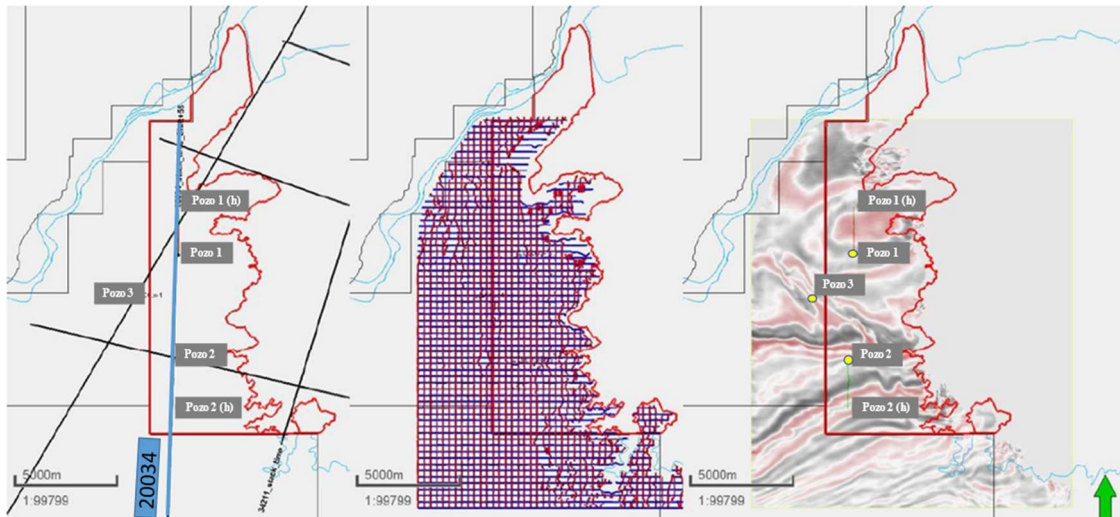 Pozo 1 (h)
Pozo 1
Pozo 3
Pozo 2
Pozo 2 (h)
5000m
1:99799
20034
34211_stack_time
5000m
1:99799
Pozo 1 (h)
Pozo 1
Pozo 3
Pozo 2
Pozo 2 (h)
5000m
1:99799